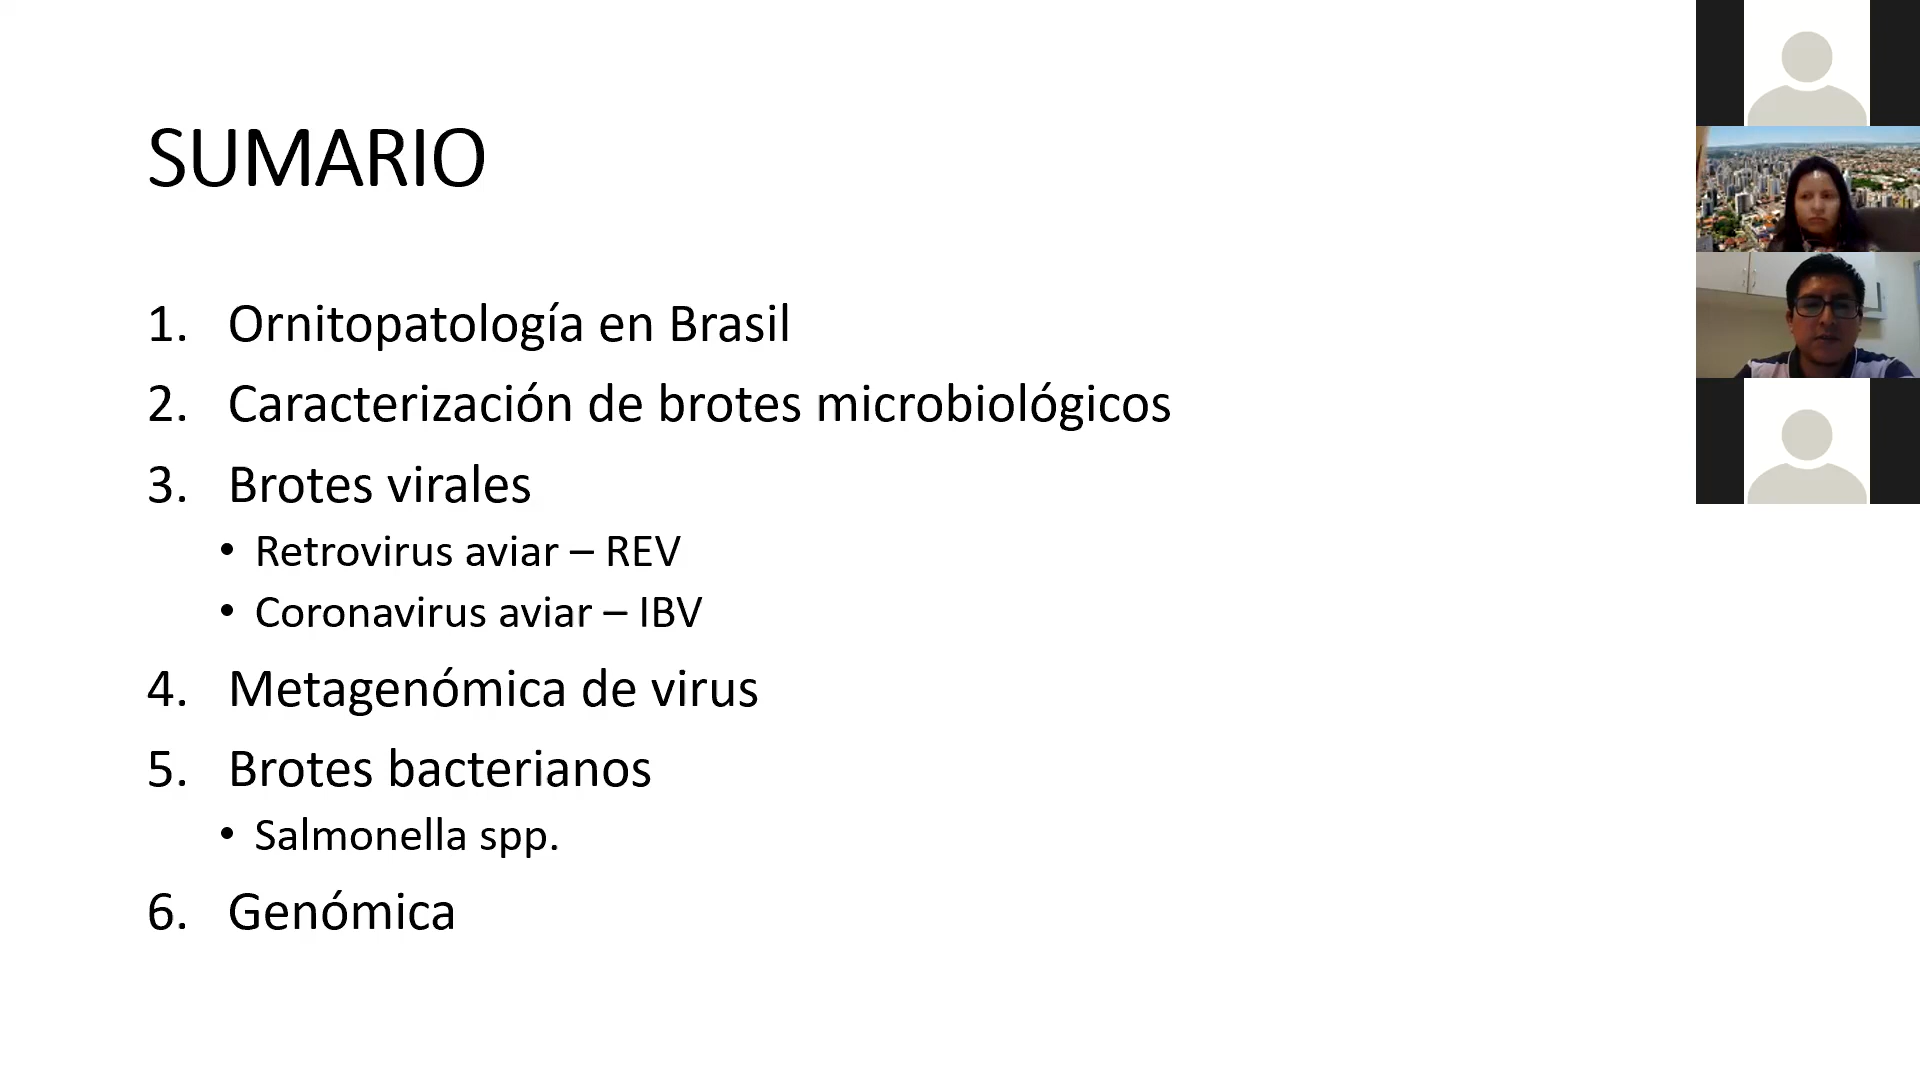 SUMARIO
1. Ornitopatología en Brasil
2. Caracterización de brotes microbiológicos
3. Brotes virales
• Retrovirus aviar – REV
• Coronavirus aviar – IBV
4. Metagenómica de virus
5. Brotes bacterianos
• Salmonella spp.
6. Genómica